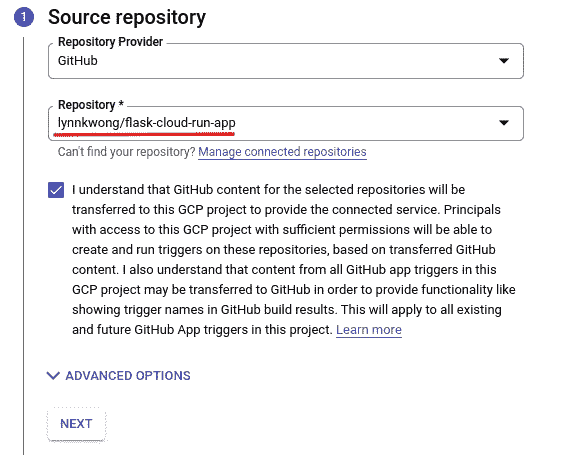 1 Source repository
Repository Provider
GitHub
Repository *
lynnkwong/flask-cloud-run-app
Can't find your repository? Manage connected repositories
I understand that GitHub content for the selected repositories will be
transferred to this GCP project to provide the connected service. Principals
with access to this GCP project with sufficient permissions will be able to
create and run triggers on these repositories, based on transferred GitHub
content. I also understand that content from all GitHub app triggers in this
GCP project may be transferred to GitHub in order to provide functionality like
showing trigger names in GitHub build results. This will apply to all existing
and future GitHub App triggers in this project. Learn more
ADVANCED OPTIONS
NEXT